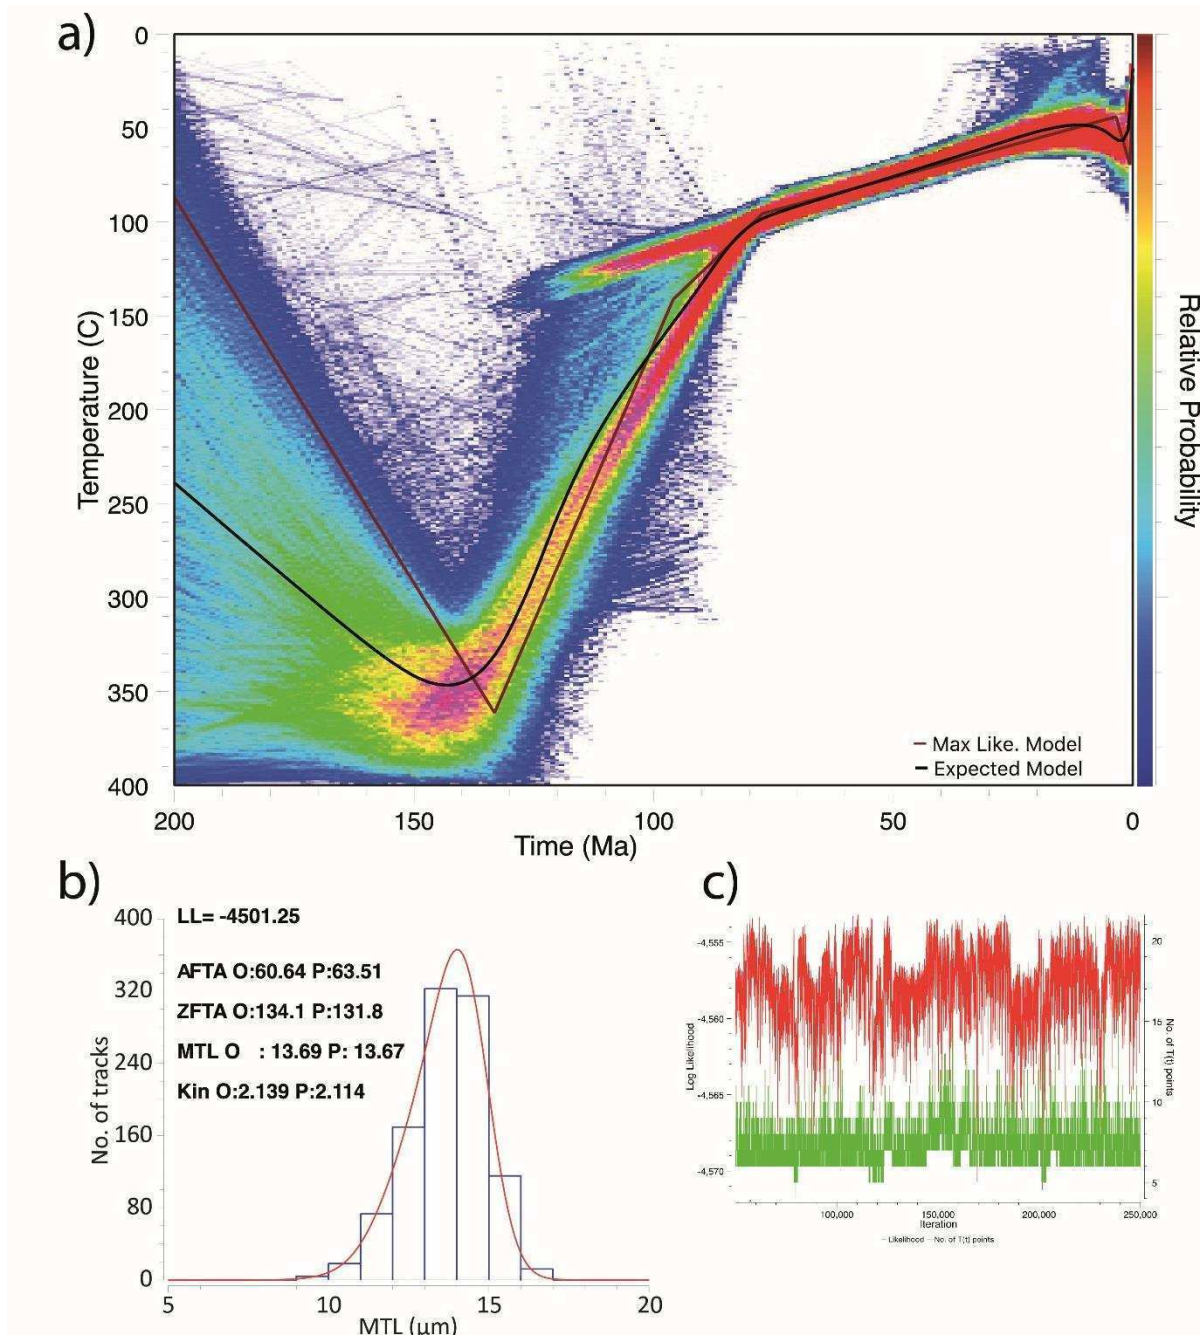 a)
0
50
100
150
200
250
300
350
400
Temperature (C)
200
150
100
50
0
Time (Ma)
Max Like. Model
Expected Model
Relative Probability
b)
LL= -4501.25
AFTA O:60.64 P:63.51
ZFTA O:134.1 P:131.8
MTL O : 13.69 P: 13.67
Kin O:2.139 P:2.114
400
320
240
160
80
0
No. of tracks
5
10
15
20
MTL (μm)
c)
-4,555
-4,560
-4,565
-4,570
Log Likelihood
20
15
10
5
No. of T(t) points
100,000
150,000
200,000
250,000
Iteration
Likelihood No. of T(t) points